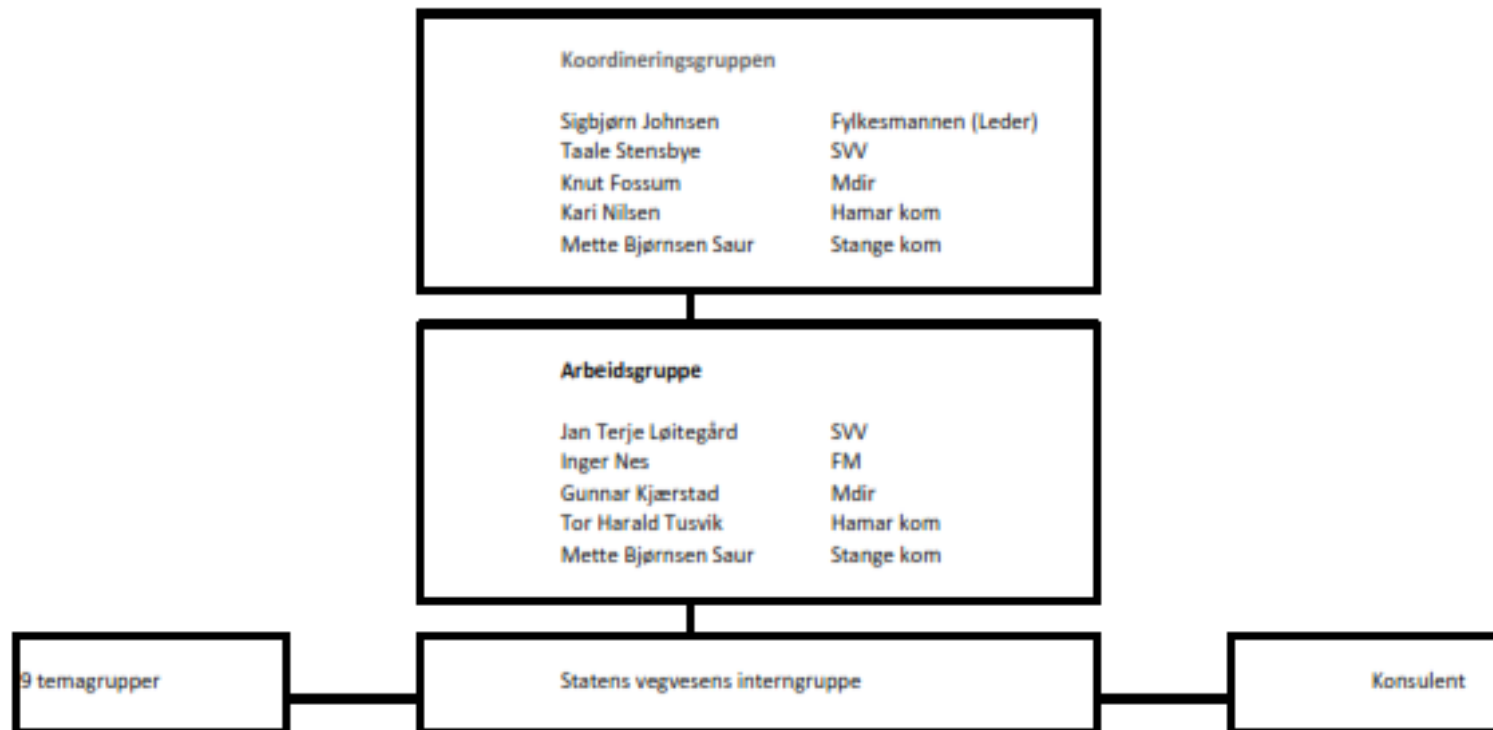 Koordineringsgruppen
Sigbjørn Johnsen Fylkesmannen (Leder)
Taale Stensbye SVV
Knut Fossum Mdir
Kari Nilsen Hamar kom
Mette Bjørnsen Saur Stange kom
Arbeidsgruppe
Jan Terje Løitegård SVV
Inger Nes FM
Gunnar Kjærstad Mdir
Tor Harald Tusvik Hamar kom
Mette Bjørnsen Saur Stange kom
9 temagrupper
Statens vegvesens interngruppe
Konsulent